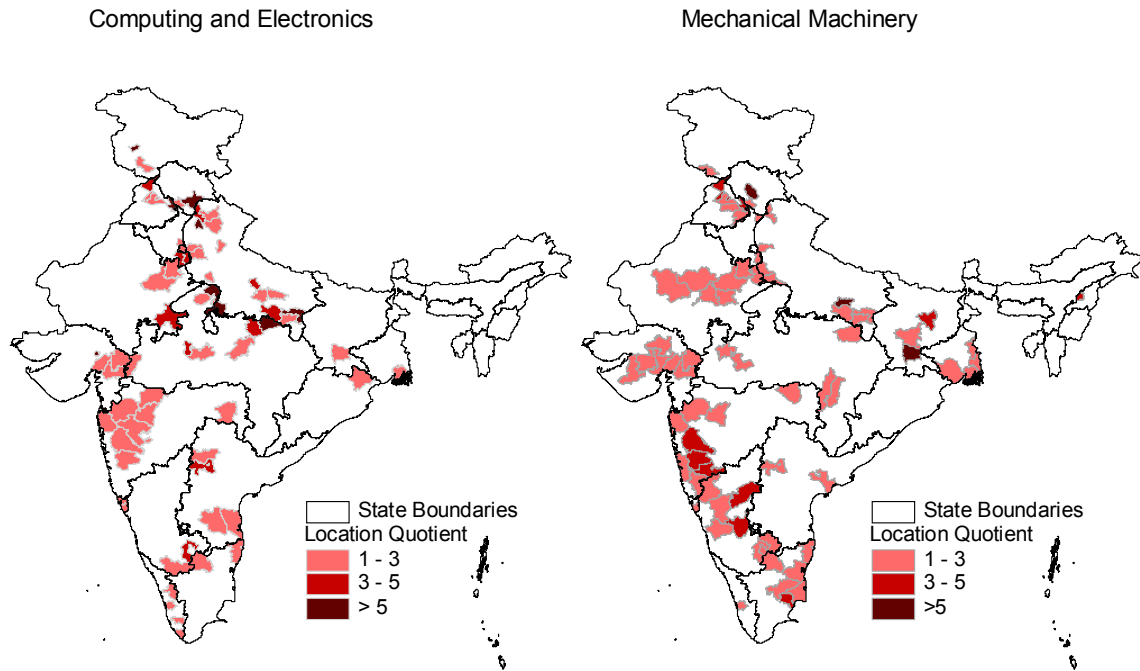 Computing and Electronics
Mechanical Machinery
State Boundaries
Location Quotient
1 - 3
3 - 5
> 5
State Boundaries
Location Quotient
1 - 3
3 - 5
>5